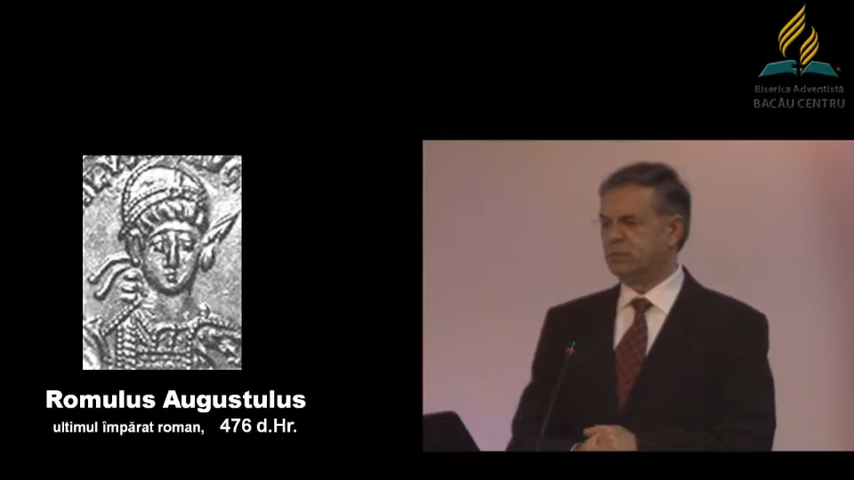 Biserica Adventistă
BACĂU CENTRU
Romulus Augustulus
ultimul împărat roman, 476 d.Hr.